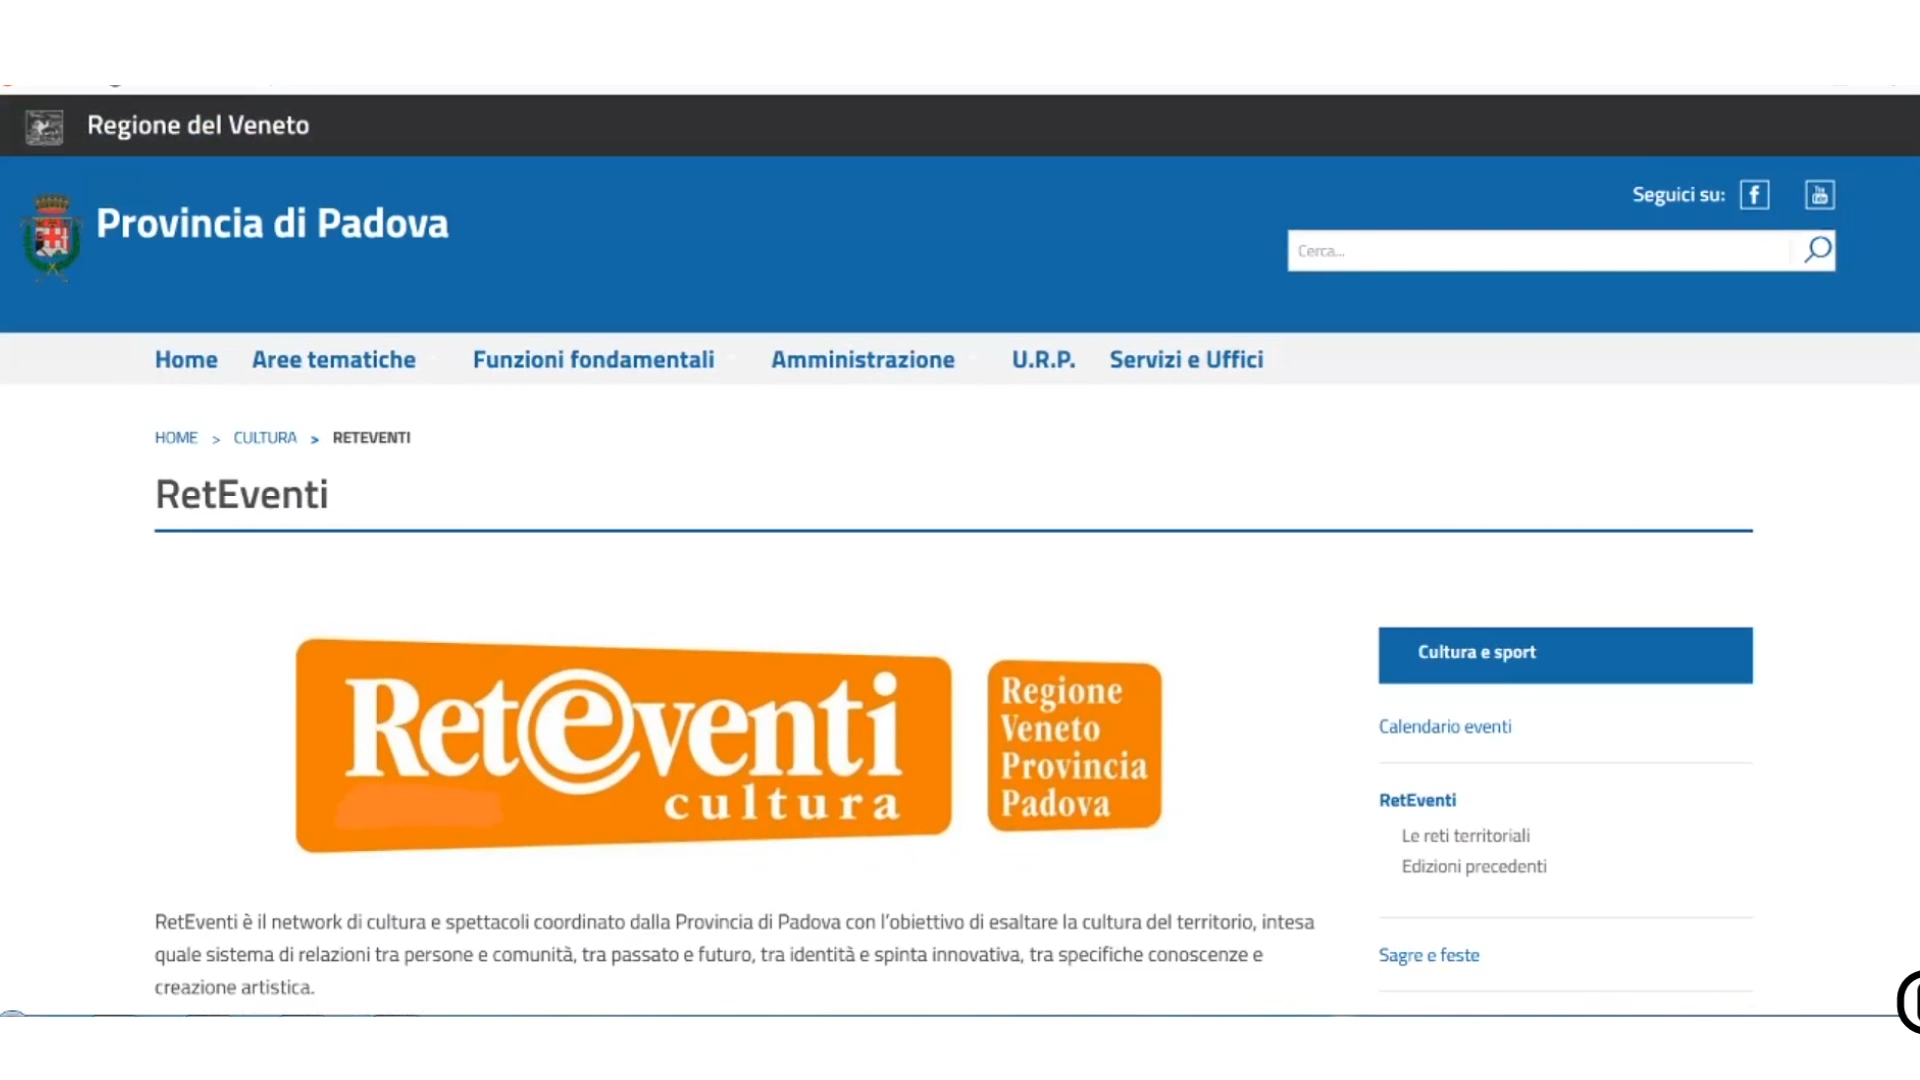 Regione del Veneto
Provincia di Padova
Seguici su:
Cerca...
Home Aree tematiche Funzioni fondamentali Amministrazione U.R.P. Servizi e Uffici
HOME > CULTURA > RETEVENTI
RetEventi
Reteventi
cultura
Regione
Veneto
Provincia
Padova
RetEventi è il network di cultura e spettacoli coordinato dalla Provincia di Padova con l'obiettivo di esaltare la cultura del territorio, intesa
quale sistema di relazioni tra persone e comunità, tra passato e futuro, tra identità e spinta innovativa, tra specifiche conoscenze e
creazione artistica.
Cultura e sport
Calendario eventi
RetEventi
Le reti territoriali
Edizioni precedenti
Sagre e feste